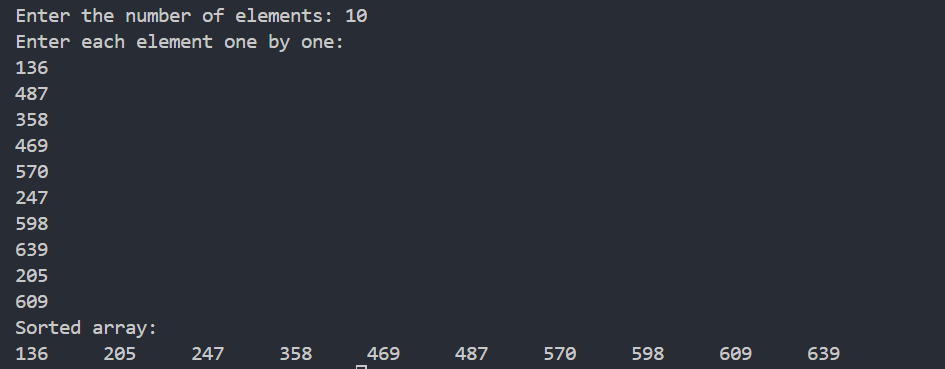 Enter the number of elements: 10
Enter each element one by one:
136
487
358
469
570
247
598
639
205
609
Sorted array:
136     205     247     358     469     487     570     598     609     639